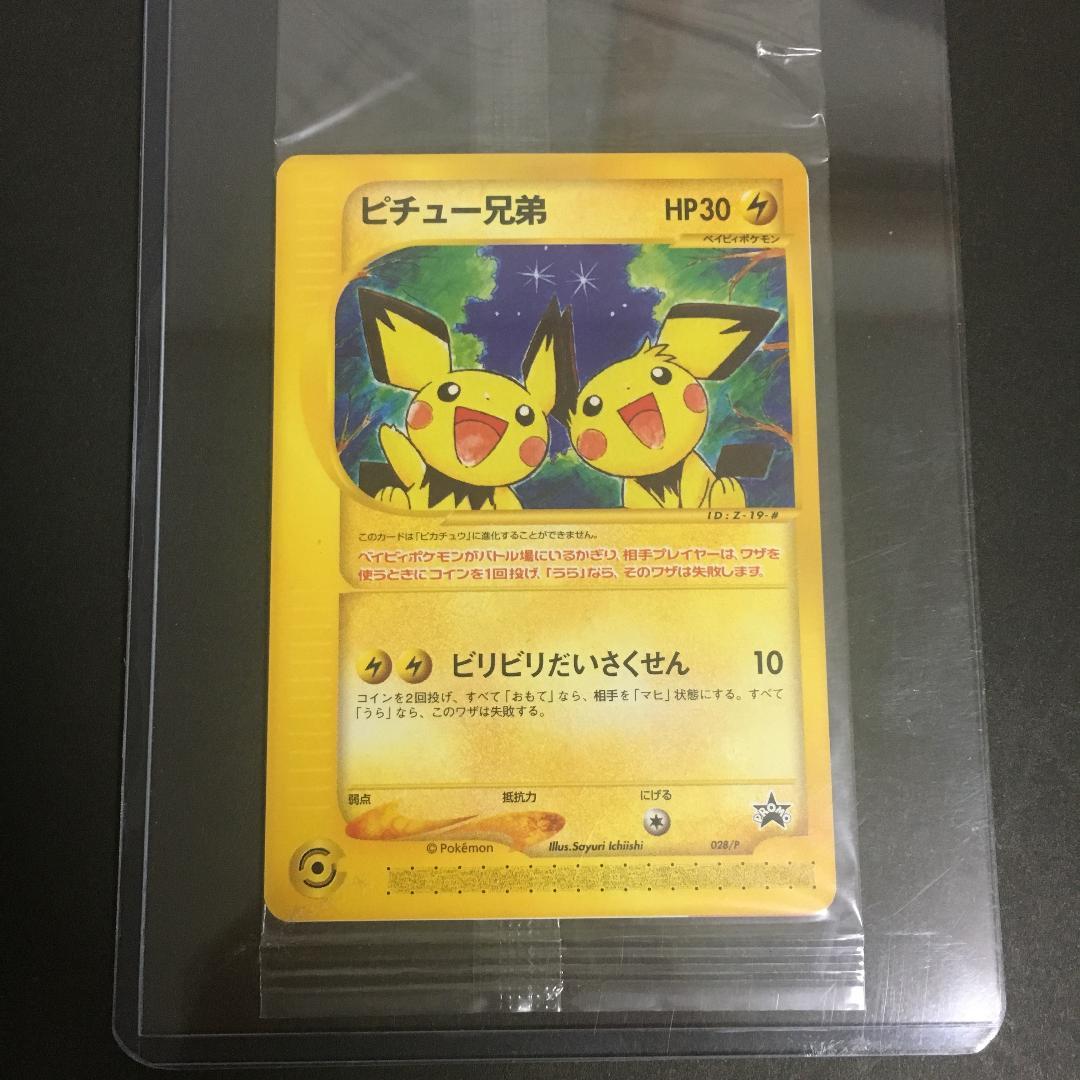 ピチュー兄弟 HP30
ベイビィポケモン
ID:Z-19-#
このカードは「ピカチュウ」に進化することができません。
ベイビィポケモンがバトル場にいるかぎり、相手プレイヤーは、ワザを
使うときにコインを1回投げ、「うら」なら、そのワザは失敗します。
ビリビリだいさくせん 10
コインを2回投げ、すべて「おもて」なら、相手を「マヒ」状態にする。すべて
「うら」なら、このワザは失敗する。
弱点 抵抗力 にげる
PROMO
©Pokémon Illus.Sayuri Ichiishi 028/P